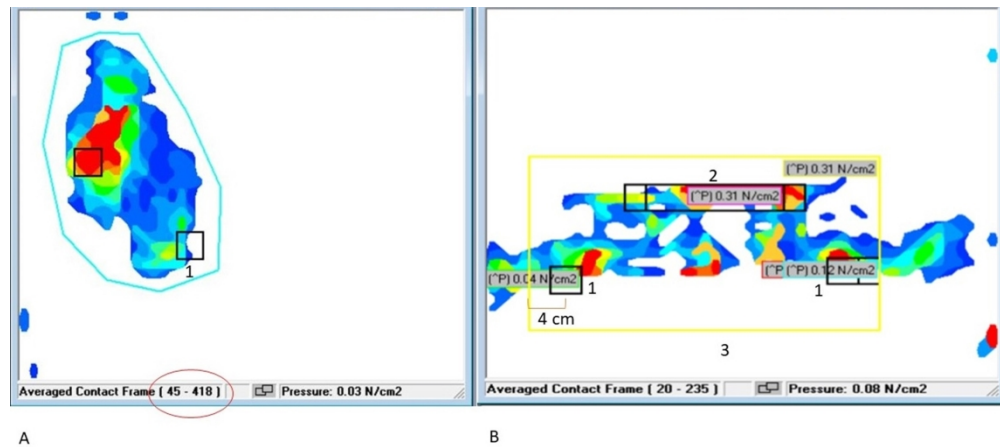 1
Averaged Contact Frame ( 45 - 418 )
Pressure: 0.03 N/cm2
A
(^P) 0.31 N/cm2
2
(^P) 0.31 N/cm2
(^P) 0.04 N/cm2
1
(^P (^P) 0.12 N/cm2
1
4 cm
3
Averaged Contact Frame ( 20 - 235 )
Pressure: 0.08 N/cm2
B